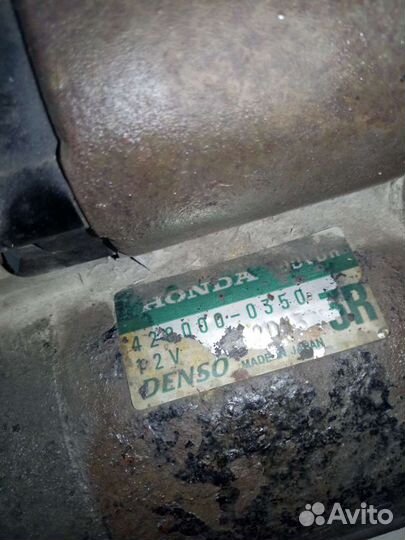 HONDA
428000-0350
3R
12V
DENSO MADE IN JAPAN
Avito